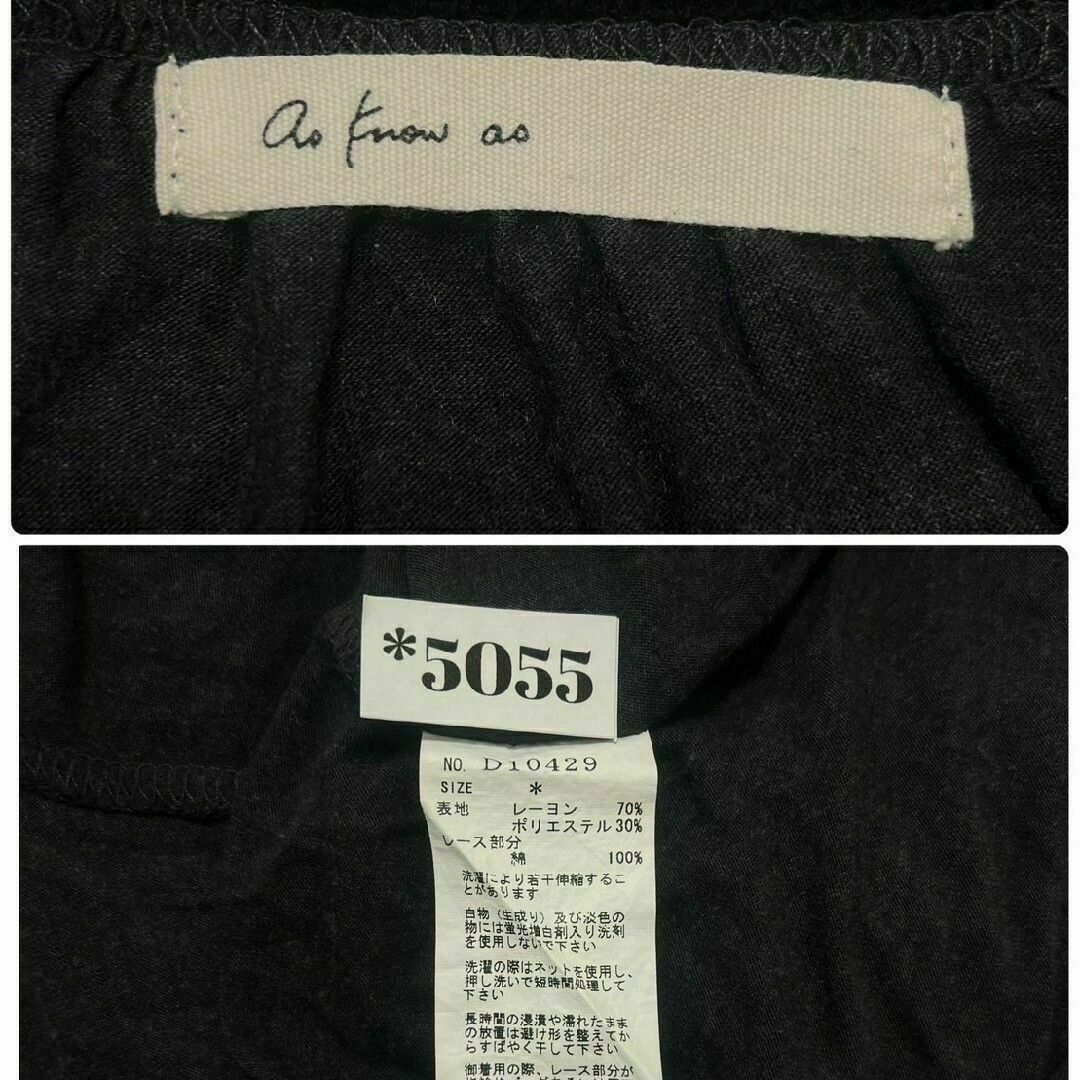 as know as
*5055
NO. D10429
SIZE *
表地 レーヨン 70%
ポリエステル 30%
レース部分
綿 100%
洗濯により若干伸縮するこ
とがあります
白物（生成り）及び淡色の
物には蛍光増白剤入り洗剤
を使用しないで下さい
洗濯の際はネットを使用し、
押し洗いで短時間処理して
下さい
長時間の浸漬や濡れたまま
の放置は避け形を整えてか
らすばやく干して下さい
御着用の際、レース部分が